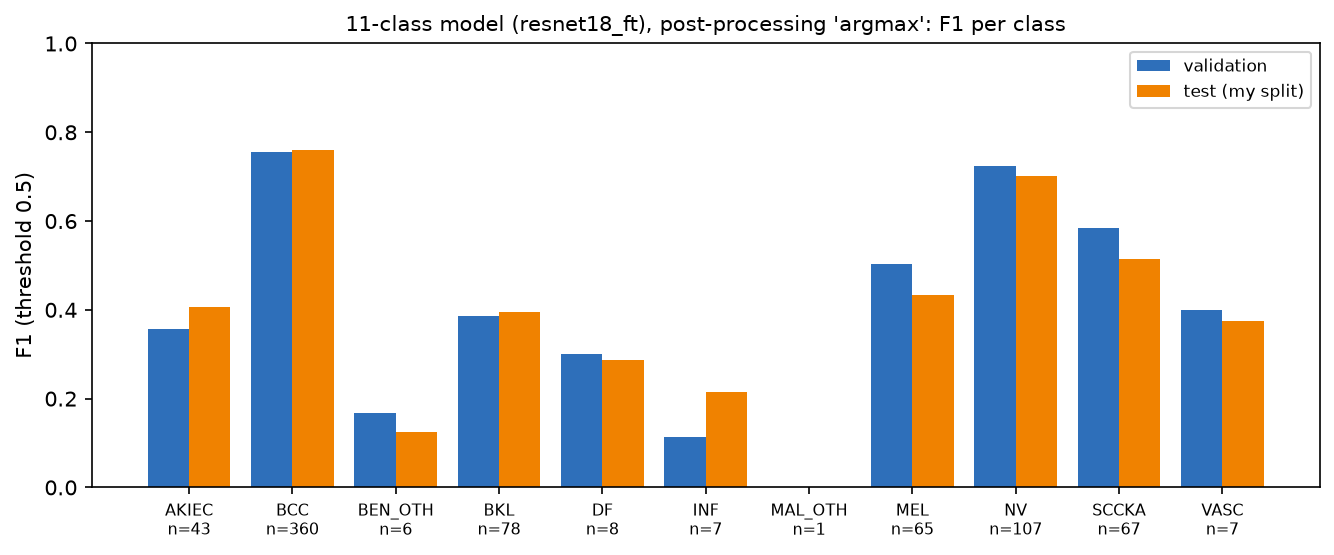 11-class model (resnet18_ft), post-processing 'argmax': F1 per class
validation
test (my split)
F1 (threshold 0.5)
1.0
0.8
0.6
0.4
0.2
0.0
AKIEC BCC BEN_OTH BKL DF INF MAL_OTH MEL NV SCCKA VASC
n=43 n=360 n=6 n=78 n=8 n=7 n=1 n=65 n=107 n=67 n=7